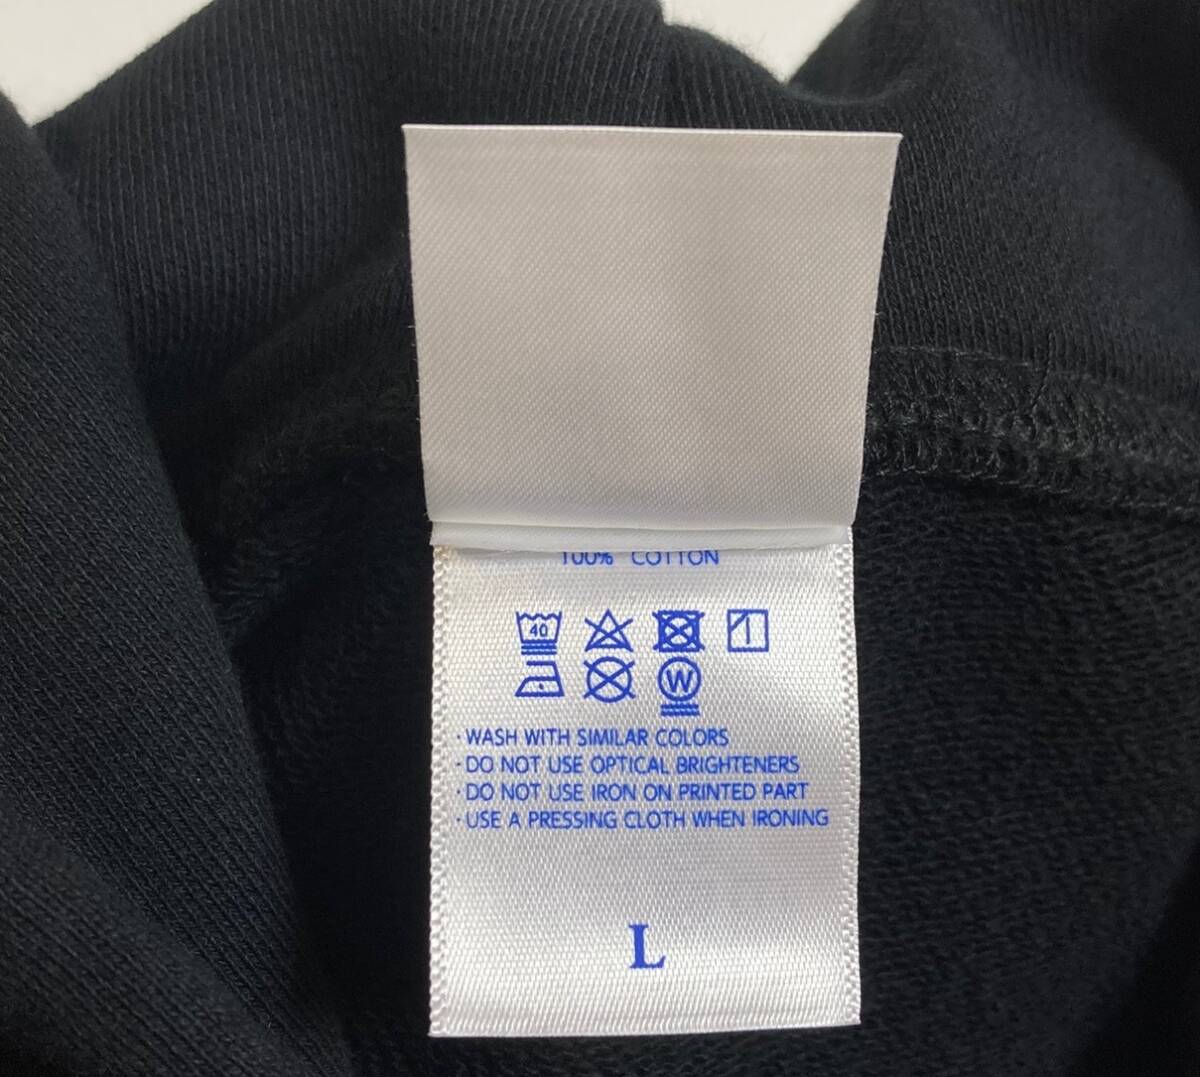 100% COTTON
40
W
· WASH WITH SIMILAR COLORS
· DO NOT USE OPTICAL BRIGHTENERS
· DO NOT USE IRON ON PRINTED PART
· USE A PRESSING CLOTH WHEN IRONING
L